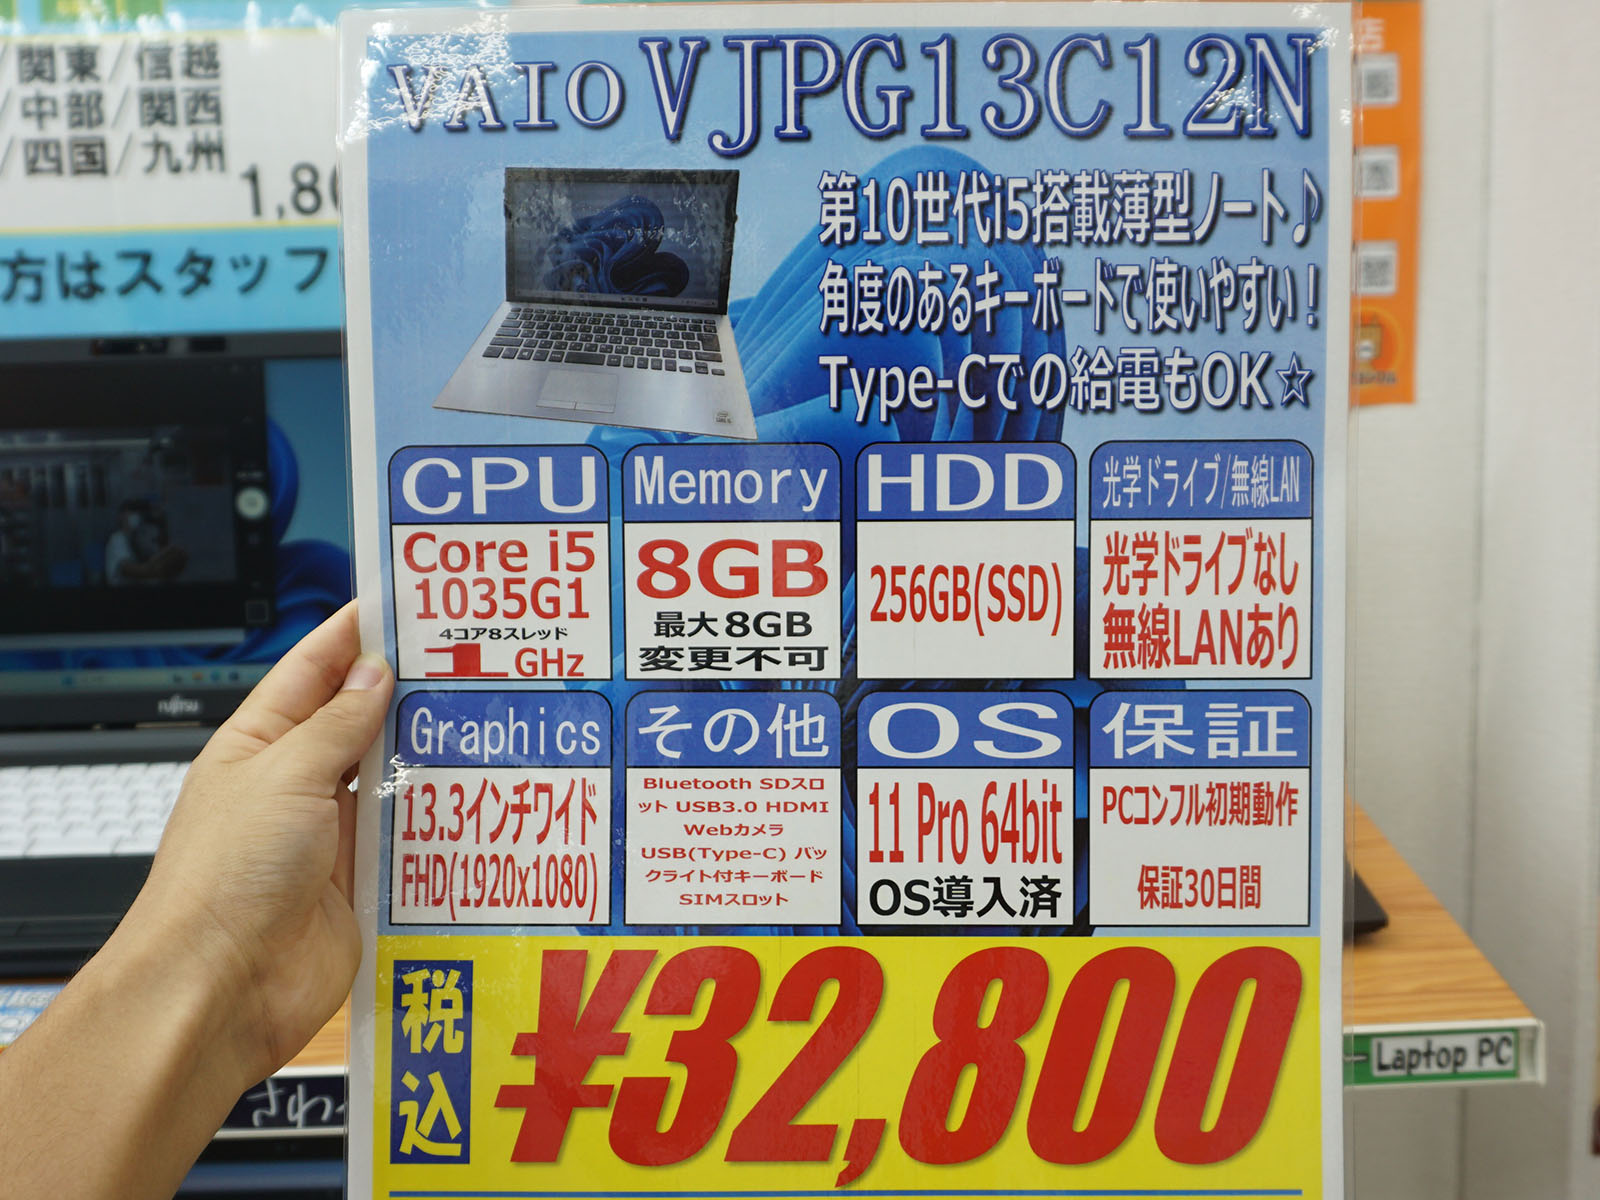 /関東/信越
/中部/関西
/四国/九州
1,80
方はスタッフ
FUJITSU
VAIO VJPG13C12N
第10世代i5搭載薄型ノート♪
角度のあるキーボードで使いやすい!
Type-Cでの給電もOK☆
CPU
Core i5
1035G1
4コア8スレッド
1GHz
Memory
8GB
最大8GB
変更不可
HDD
256GB(SSD)
光学ドライブ/無線LAN
光学ドライブなし
無線LANあり
Graphics
13.3インチワイド
FHD(1920x1080)
その他
Bluetooth SDスロ
ット USB3.0 HDMI
Webカメラ
USB(Type-C) バッ
クライト付キーボード
SIMスロット
OS
11 Pro 64bit
OS導入済
保証
PCコンフル初期動作
保証30日間
税込
¥32,800
さわ
Laptop PC
店